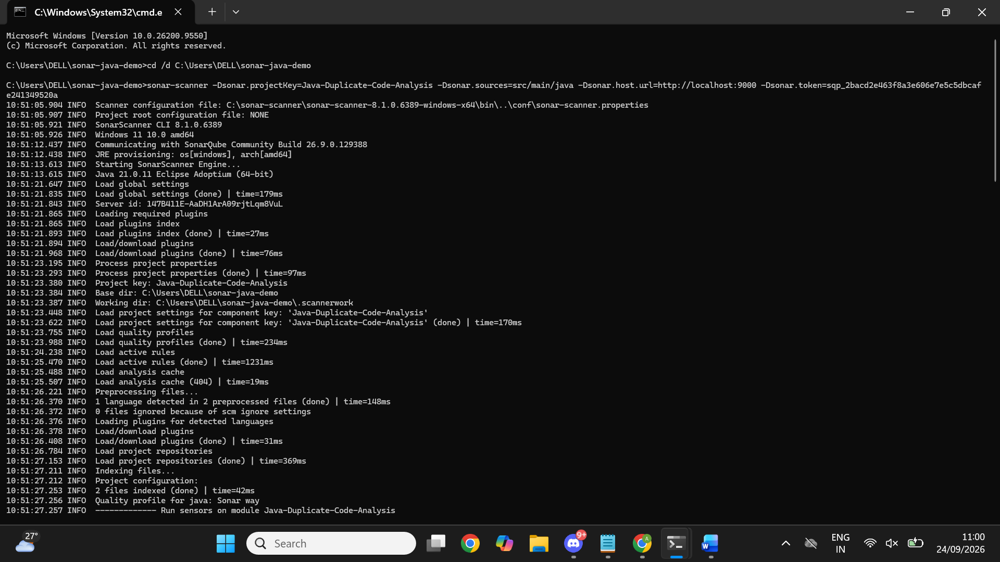 C:\Windows\System32\cmd.e
Microsoft Windows [Version 10.0.26200.9550]
(c) Microsoft Corporation. All rights reserved.
C:\Users\DELL\sonar-java-demo>cd /d C:\Users\DELL\sonar-java-demo
C:\Users\DELL\sonar-java-demo>sonar-scanner -Dsonar.projectKey=Java-Duplicate-Code-Analysis -Dsonar.sources=src/main/java -Dsonar.host.url=http://localhost:9000 -Dsonar.token=sqp_2bacd2e463f8a3e606e7e5c5dbcaf
e241349520a
10:51:05.904 INFO  Scanner configuration file: C:\sonar-scanner\sonar-scanner-8.1.0.6389-windows-x64\bin\..\conf\sonar-scanner.properties
10:51:05.907 INFO  Project root configuration file: NONE
10:51:05.921 INFO  SonarScanner CLI 8.1.0.6389
10:51:05.926 INFO  Windows 11 10.0 amd64
10:51:12.437 INFO  Communicating with SonarQube Community Build 26.9.0.129388
10:51:12.438 INFO  JRE provisioning: os[windows], arch[amd64]
10:51:13.613 INFO  Starting SonarScanner Engine...
10:51:13.615 INFO  Java 21.0.11 Eclipse Adoptium (64-bit)
10:51:21.647 INFO  Load global settings
10:51:21.835 INFO  Load global settings (done) | time=179ms
10:51:21.843 INFO  Server id: 147B411E-AaDH1ArA09rjtLqm8VuL
10:51:21.865 INFO  Loading required plugins
10:51:21.865 INFO  Load plugins index
10:51:21.893 INFO  Load plugins index (done) | time=27ms
10:51:21.894 INFO  Load/download plugins
10:51:21.968 INFO  Load/download plugins (done) | time=76ms
10:51:23.195 INFO  Process project properties
10:51:23.293 INFO  Process project properties (done) | time=97ms
10:51:23.380 INFO  Project key: Java-Duplicate-Code-Analysis
10:51:23.384 INFO  Base dir: C:\Users\DELL\sonar-java-demo
10:51:23.387 INFO  Working dir: C:\Users\DELL\sonar-java-demo\.scannerwork
10:51:23.448 INFO  Load project settings for component key: 'Java-Duplicate-Code-Analysis'
10:51:23.622 INFO  Load project settings for component key: 'Java-Duplicate-Code-Analysis' (done) | time=170ms
10:51:23.755 INFO  Load quality profiles
10:51:23.988 INFO  Load quality profiles (done) | time=234ms
10:51:24.238 INFO  Load active rules
10:51:25.470 INFO  Load active rules (done) | time=1231ms
10:51:25.488 INFO  Load analysis cache
10:51:25.507 INFO  Load analysis cache (404) | time=19ms
10:51:26.221 INFO  Preprocessing files...
10:51:26.370 INFO  1 language detected in 2 preprocessed files (done) | time=148ms
10:51:26.372 INFO  0 files ignored because of scm ignore settings
10:51:26.376 INFO  Loading plugins for detected languages
10:51:26.378 INFO  Load/download plugins
10:51:26.408 INFO  Load/download plugins (done) | time=31ms
10:51:26.784 INFO  Load project repositories
10:51:27.153 INFO  Load project repositories (done) | time=369ms
10:51:27.211 INFO  Indexing files...
10:51:27.212 INFO  Project configuration:
10:51:27.253 INFO  2 files indexed (done) | time=42ms
10:51:27.256 INFO  Quality profile for java: Sonar way
10:51:27.257 INFO  ------------- Run sensors on module Java-Duplicate-Code-Analysis
27°
Search
9+
A
W
ENG
IN
11:00
24/09/2026